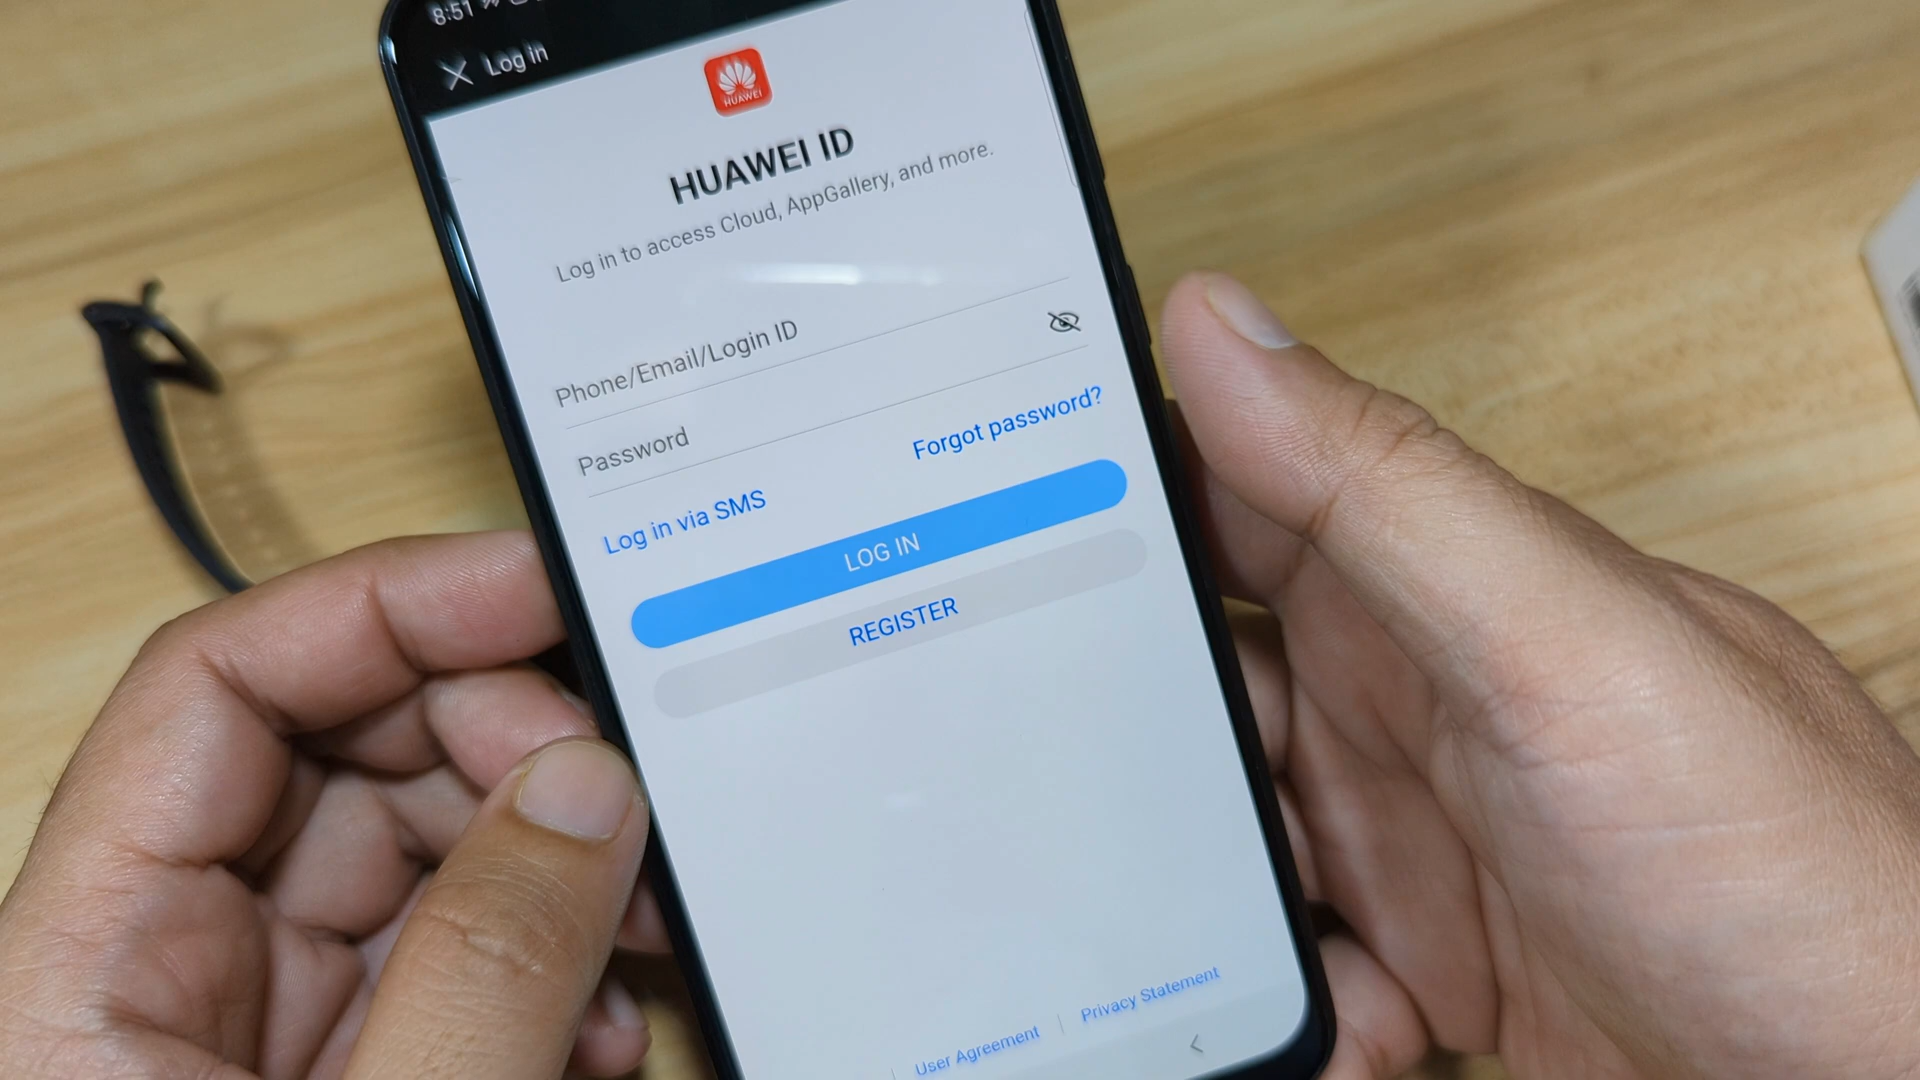 8:51
Log in
HUAWEI
HUAWEI ID
Log in to access Cloud, AppGallery, and more.
Phone/Email/Login ID
Password
Forgot password?
Log in via SMS
LOG IN
REGISTER
User Agreement | Privacy Statement